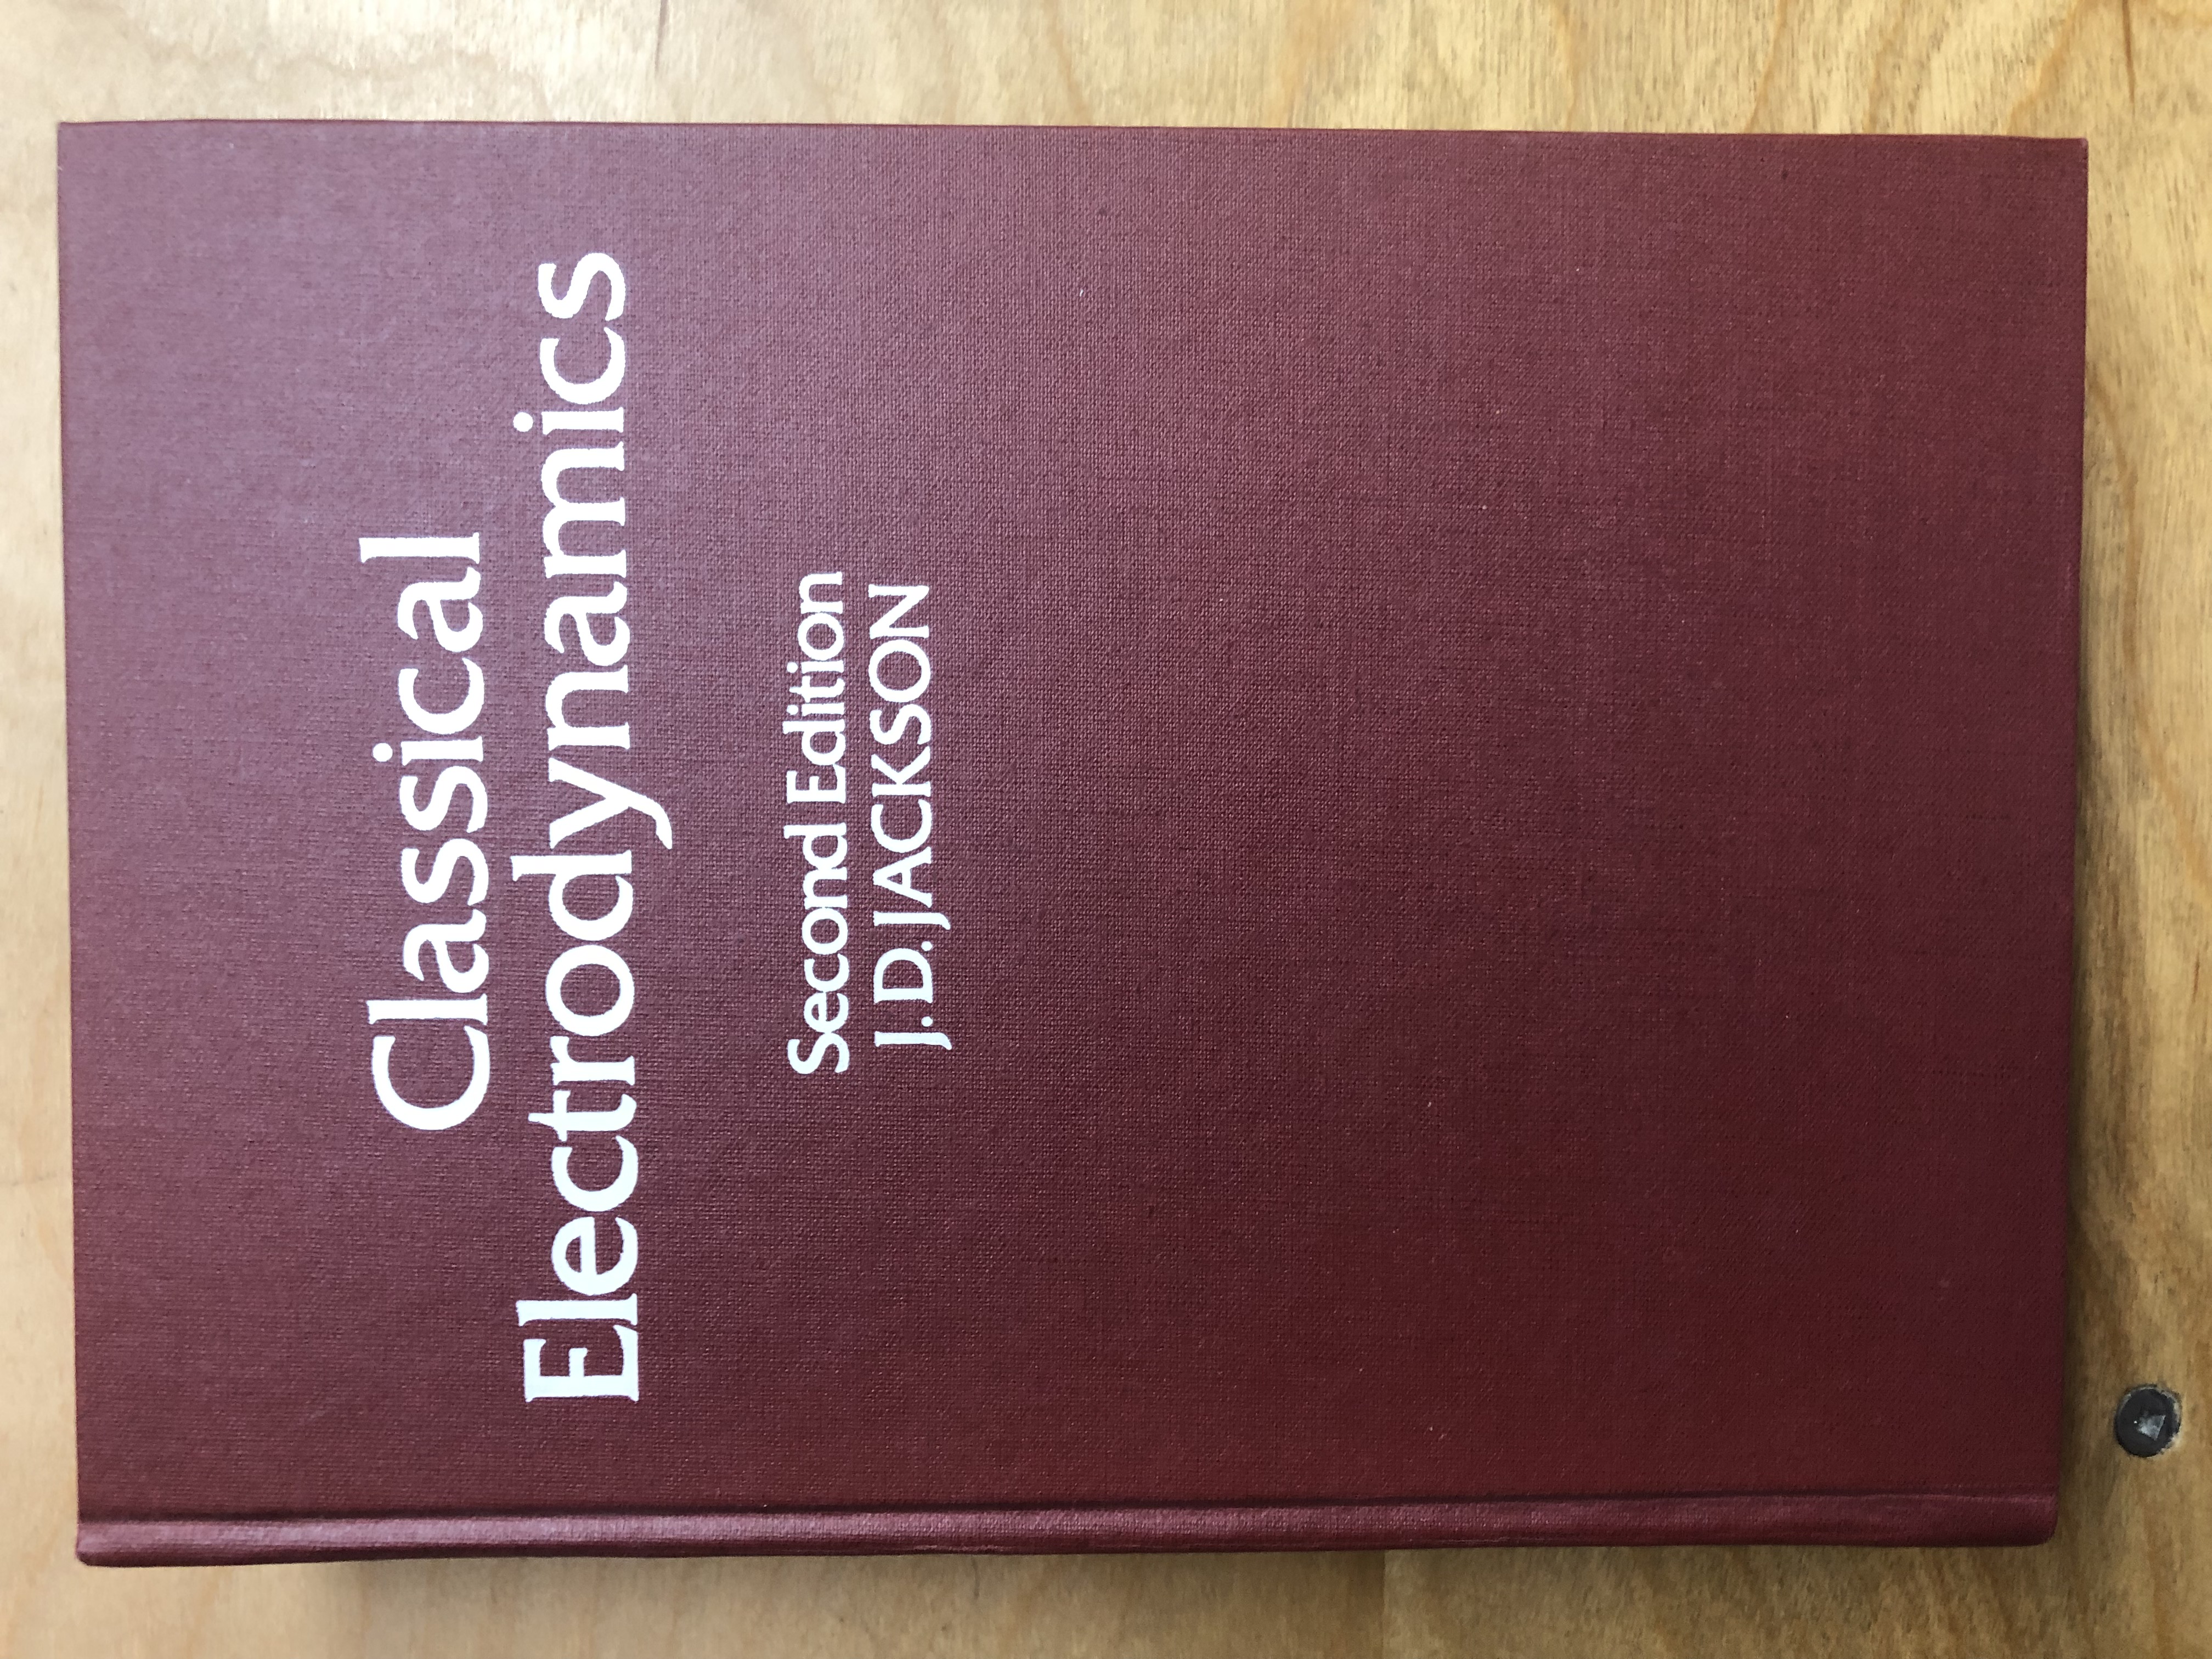 Classical
Electrodynamics
Second Edition
J. D. JACKSON